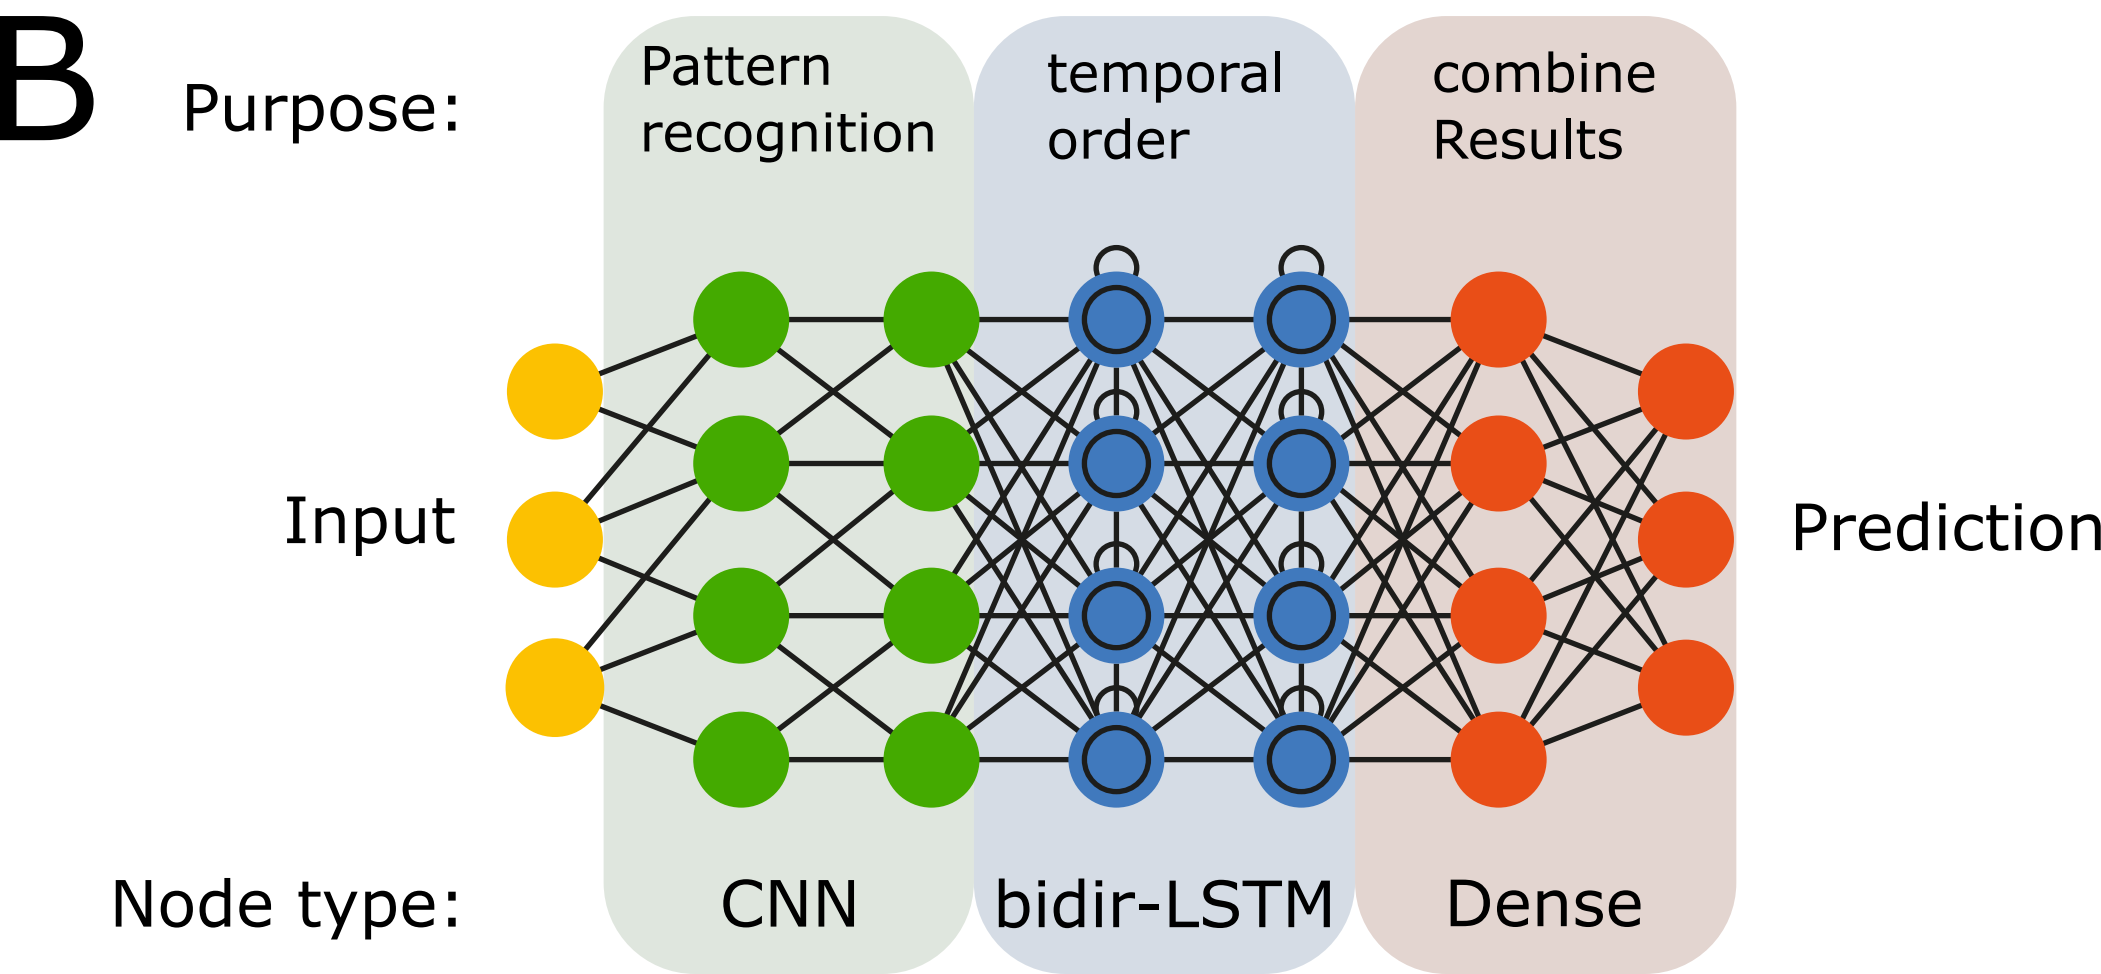 B
Purpose:
Pattern
recognition
temporal
order
combine
Results
Input
Prediction
Node type:
CNN
bidir-LSTM
Dense